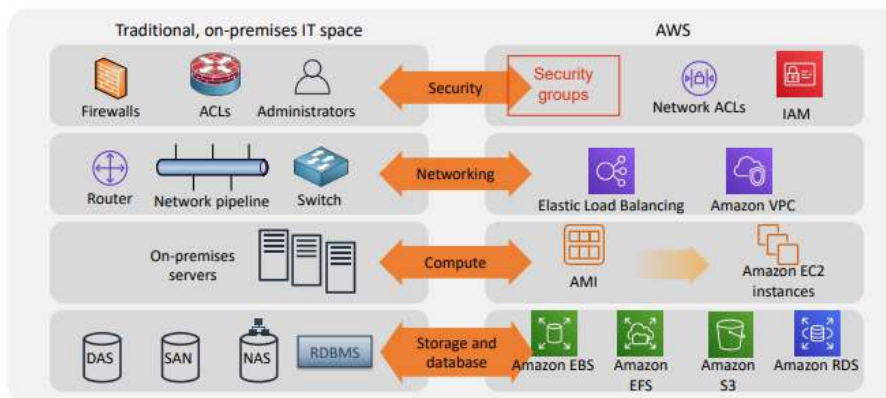 Traditional, on-premises IT space
AWS
Firewalls
ACLs
Administrators
Security
Security
groups
Network ACLs
IAM
Router
Network pipeline
Switch
Networking
Elastic Load Balancing
Amazon VPC
On-premises
servers
Compute
AMI
Amazon EC2
instances
DAS
SAN
NAS
RDBMS
Storage and
database
Amazon EBS
Amazon
EFS
Amazon
S3
Amazon RDS